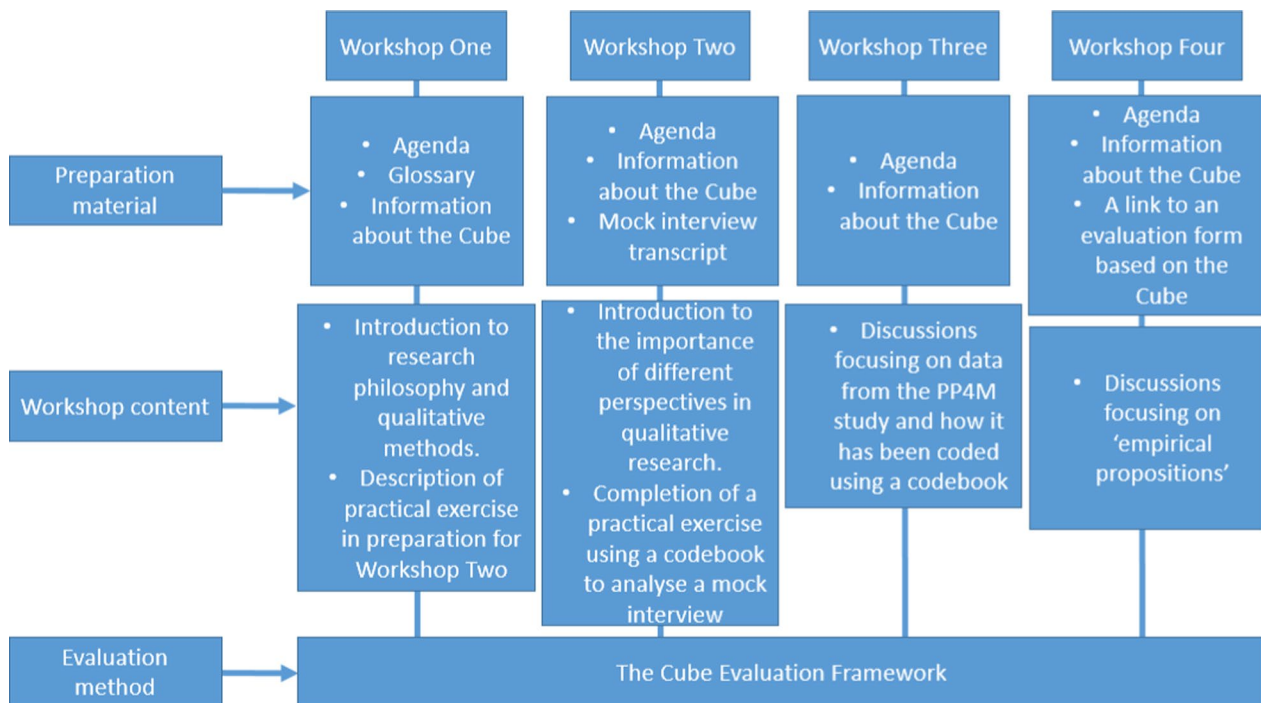 Workshop One
Workshop Two
Workshop Three
Workshop Four
Preparation
material
• Agenda
• Glossary
• Information
about the Cube
• Agenda
• Information
about the Cube
• Mock interview
transcript
• Agenda
• Information
about the Cube
• Agenda
• Information
about the Cube
• A link to an
evaluation form
based on the
Cube
Workshop content
• Introduction to
research
philosophy and
qualitative
methods.
• Description of
practical exercise
in preparation for
Workshop Two
• Introduction to
the importance
of different
perspectives in
qualitative
research.
• Completion of a
practical exercise
using a codebook
to analyse a mock
interview
• Discussions
focusing on data
from the PP4M
study and how it
has been coded
using a codebook
• Discussions
focusing on
‘empirical
propositions’
Evaluation
method
The Cube Evaluation Framework